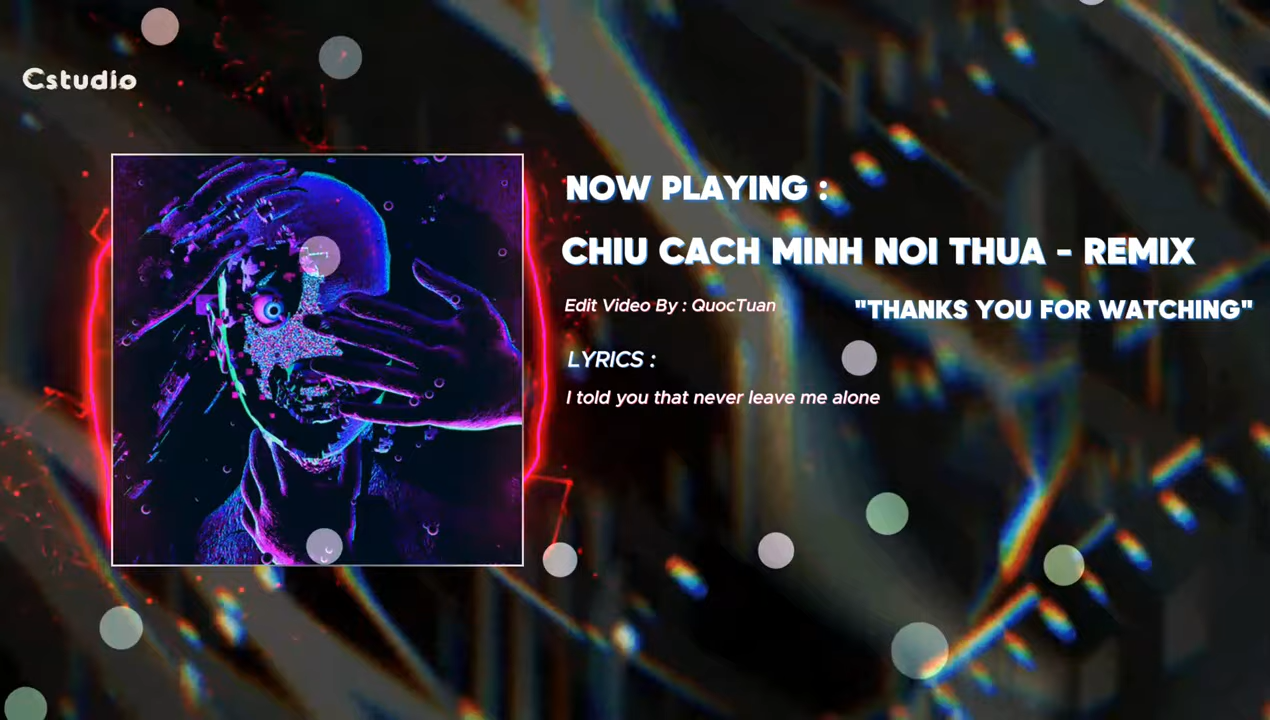 Cstudio
NOW PLAYING :
CHIU CACH MINH NOI THUA - REMIX
Edit Video By : QuocTuan
"THANKS YOU FOR WATCHING"
LYRICS :
I told you that never leave me alone